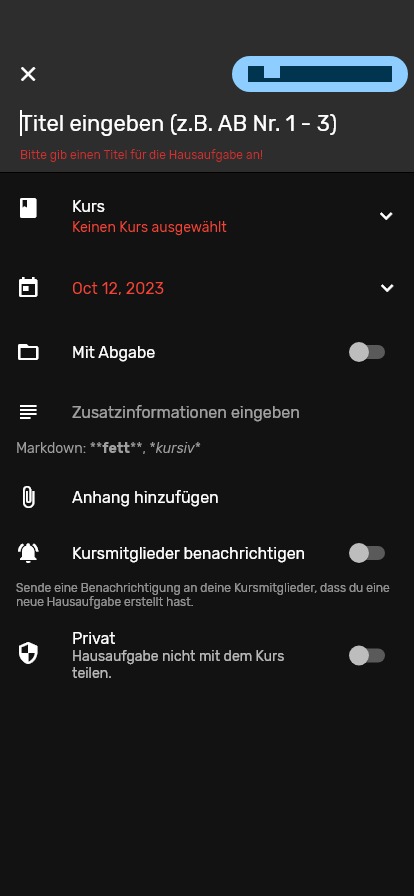 Titel eingeben (z.B. AB Nr. 1 - 3)
Bitte gib einen Titel für die Hausaufgabe an!
Kurs
Keinen Kurs ausgewählt
Oct 12, 2023
Mit Abgabe
Zusatzinformationen eingeben
Markdown: **fett**, *kursiv*
Anhang hinzufügen
Kursmitglieder benachrichtigen
Sende eine Benachrichtigung an deine Kursmitglieder, dass du eine
neue Hausaufgabe erstellt hast.
Privat
Hausaufgabe nicht mit dem Kurs
teilen.